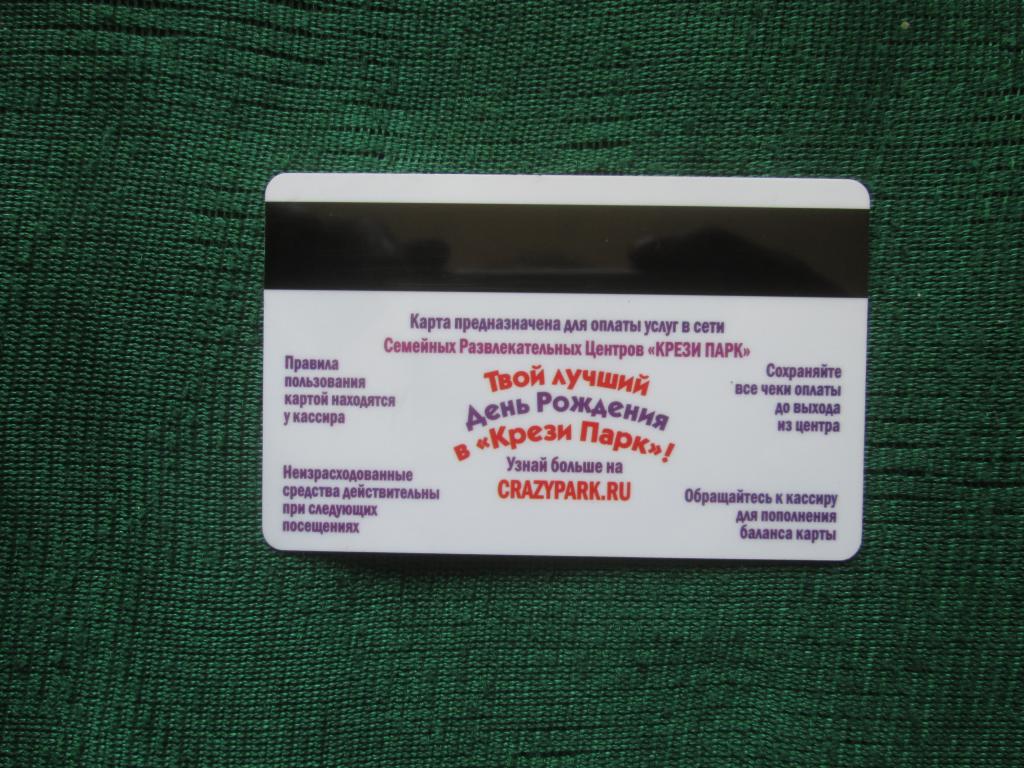 Карта предназначена для оплаты услуг в сети
Семейных Развлекательных Центров «КРЕЗИ ПАРК»
Правила
пользования
картой находятся
у кассира
Твой лучший
День Рождения
в «Крези Парк»!
Узнай больше на
CRAZYPARK.RU
Сохраняйте
все чеки оплаты
до выхода
из центра
Неизрасходованные
средства действительны
при следующих
посещениях
Обращайтесь к кассиру
для пополнения
баланса карты